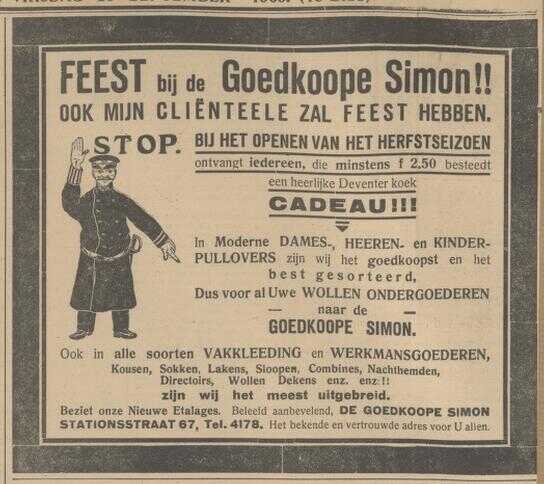 FEEST bij de Goedkoope Simon!!
OOK MIJN CLIËNTEELE ZAL FEEST HEBBEN.
STOP.
BIJ HET OPENEN VAN HET HERFSTSEIZOEN
ontvangt iedereen, die minstens f 2,50 besteedt
een heerlijke Deventer koek
CADEAU!!!
In Moderne DAMES-, HEEREN- en KINDER-
PULLOVERS zijn wij het goedkoopst en het
best gesorteerd,
Dus voor al Uwe WOLLEN ONDERGOEDEREN
— naar de —
GOEDKOOPE SIMON.
Ook in alle soorten VAKKLEEDING en WERKMANSGOEDEREN,
Kousen, Sokken, Lakens, Sloopen, Combines, Nachthemden,
Directoirs, Wollen Dekens enz. enz.!!
zijn wij het meest uitgebreid.
Beziet onze Nieuwe Etalages. Beleefd aanbevelend, DE GOEDKOOPE SIMON
STATIONSSTRAAT 67, Tel. 4178. Het bekende en vertrouwde adres voor U allen.